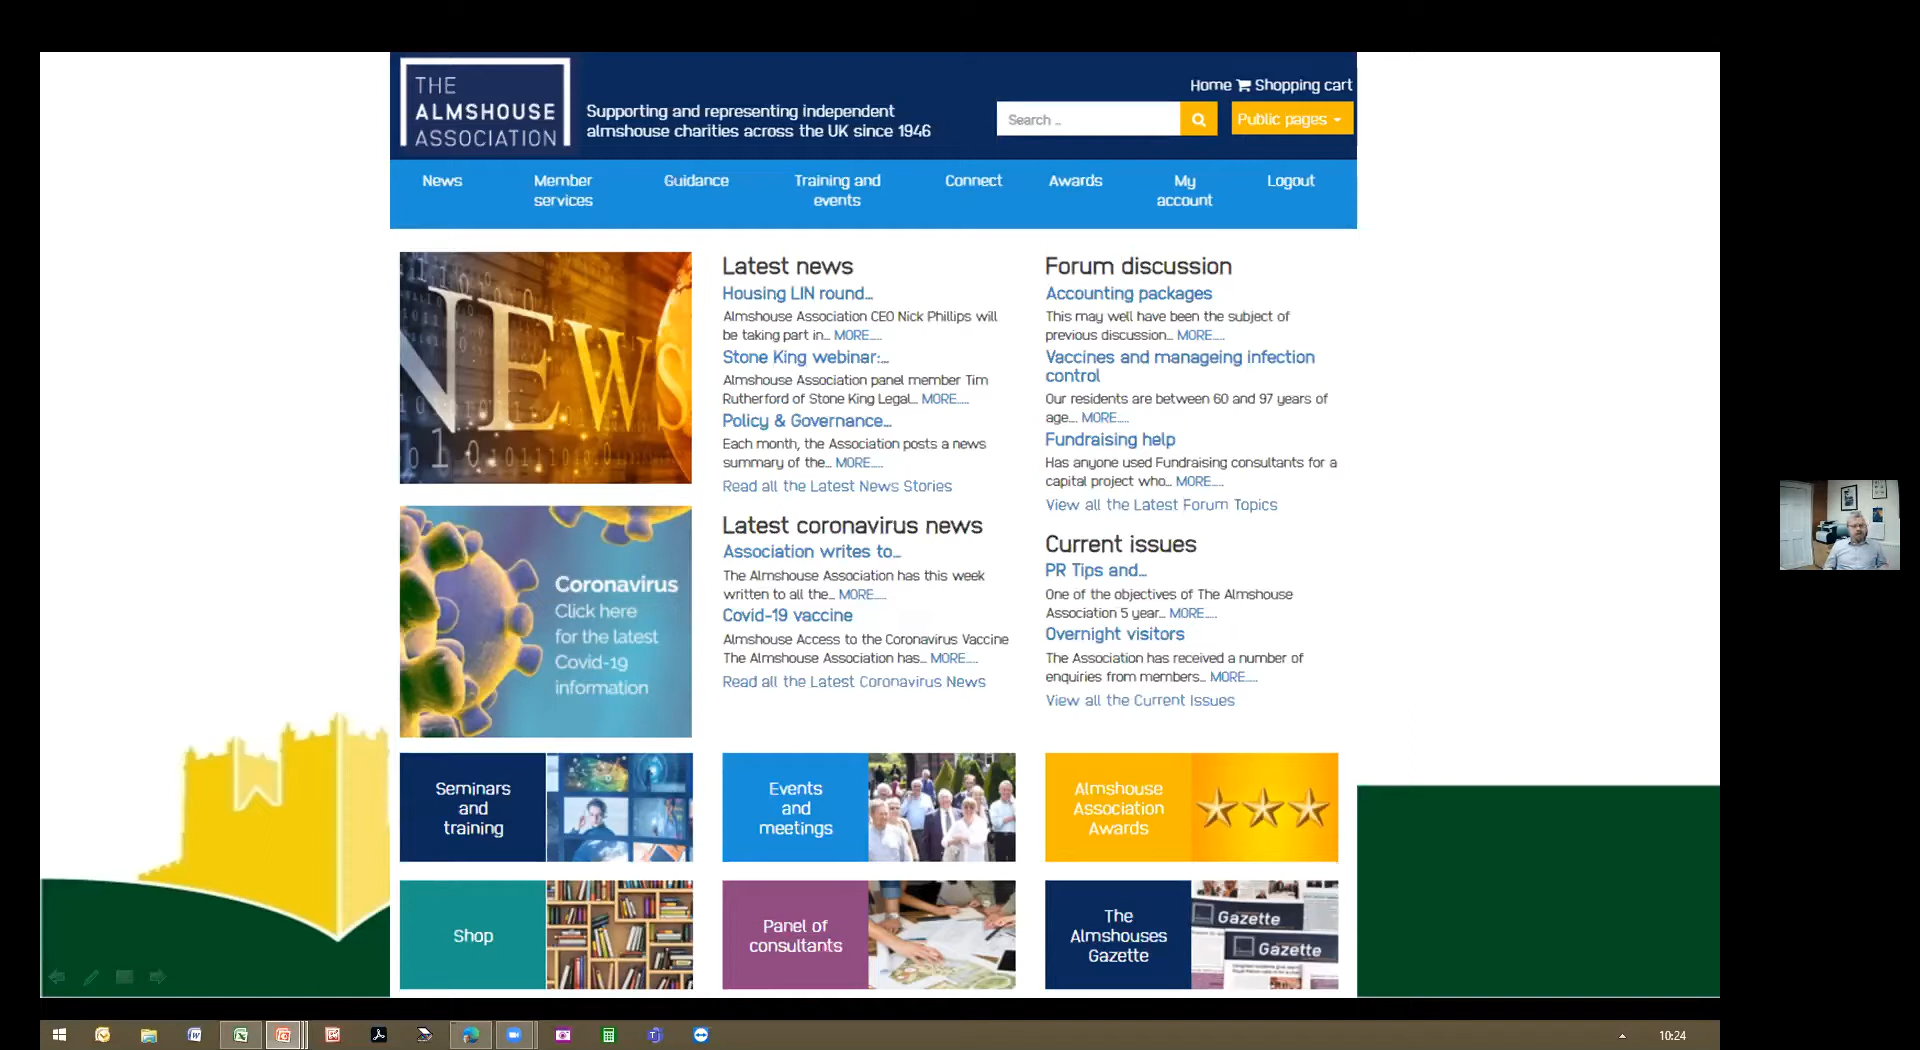 THE
ALMSHOUSE
ASSOCIATION
Supporting and representing independent
almshouse charities across the UK since 1946
Home Shopping cart
Search ...
Public pages
News
Member
services
Guidance
Training and
events
Connect
Awards
My
account
Logout
NEWS
Latest news
Housing LIN round...
Almshouse Association CEO Nick Phillips will
be taking part in... MORE.....
Stone King webinar:...
Almshouse Association panel member Tim
Rutherford of Stone King Legal... MORE.....
Policy & Governance...
Each month, the Association posts a news
summary of the... MORE.....
Read all the Latest News Stories
Forum discussion
Accounting packages
This may well have been the subject of
previous discussion... MORE.....
Vaccines and manageing infection
control
Our residents are between 60 and 97 years of
age.... MORE.....
Fundraising help
Has anyone used Fundraising consultants for a
capital project who... MORE.....
View all the Latest Forum Topics
Coronavirus
Click here
for the latest
Covid-19
information
Latest coronavirus news
Association writes to...
The Almshouse Association has this week
written to all the... MORE.....
Covid-19 vaccine
Almshouse Access to the Coronavirus Vaccine
The Almshouse Association has... MORE.....
Read all the Latest Coronavirus News
Current issues
PR Tips and...
One of the objectives of The Almshouse
Association 5 year... MORE.....
Overnight visitors
The Association has received a number of
enquiries from members... MORE.....
View all the Current Issues
Seminars
and
training
Events
and
meetings
Almshouse
Association
Awards
Shop
Panel of
consultants
The
Almshouses
Gazette
Gazette
Gazette
10:24